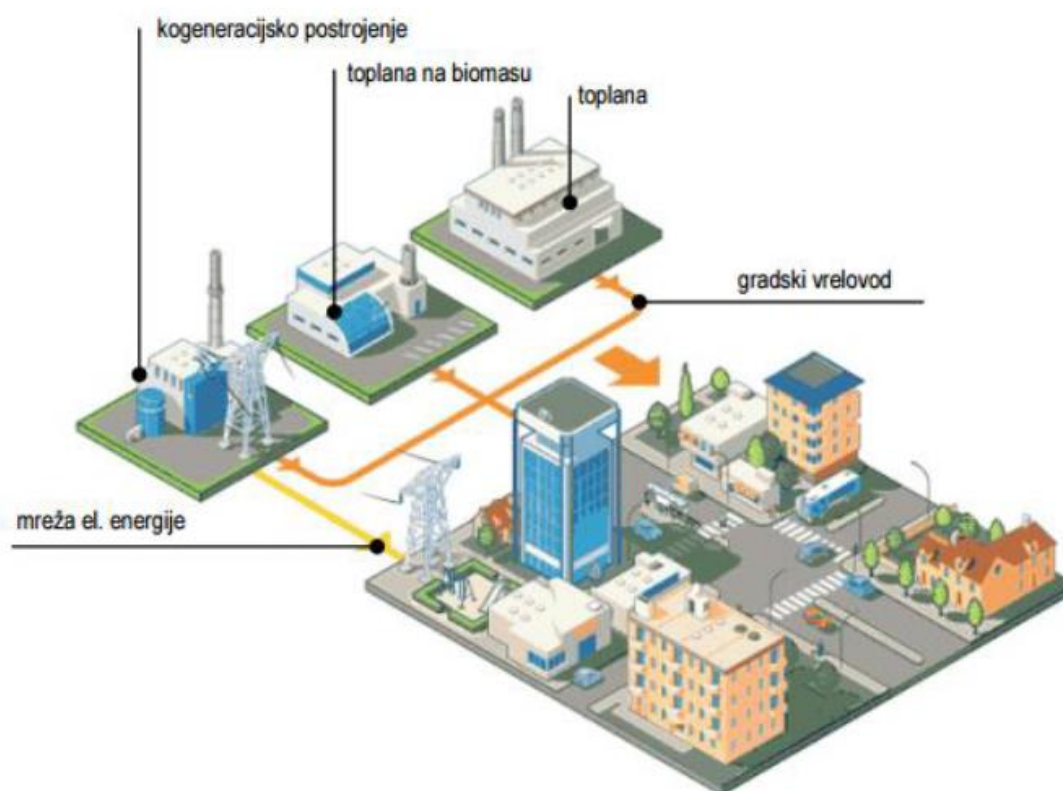 kogeneracijsko postrojenje
toplana na biomasu
toplana
gradski vrelovod
mreža el. energije